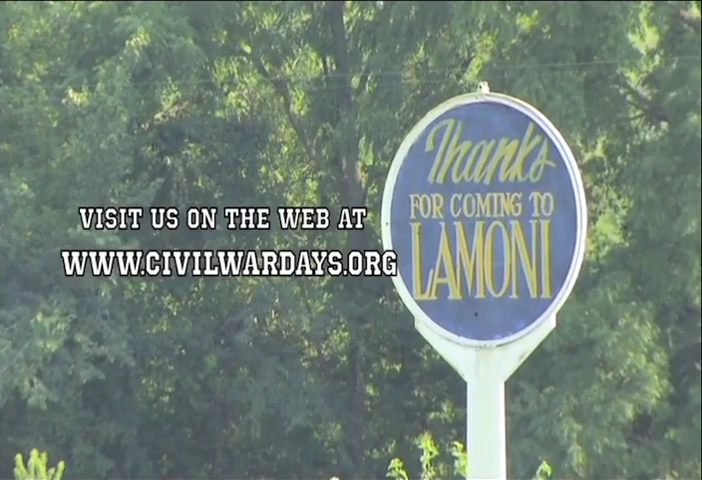 VISIT US ON THE WEB AT
WWW.CIVILWARDAYS.ORG
Thanks
FOR COMING TO
LAMONI